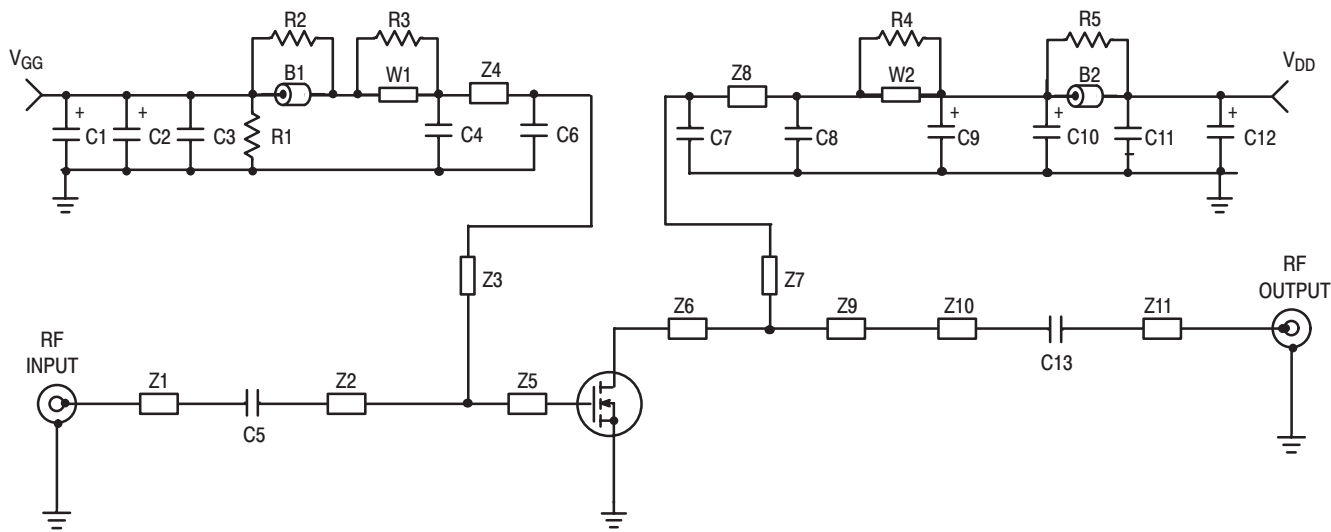 R2
R3
R4
R5
VGG
B1
W1
Z4
Z8
W2
B2
VDD
+
+
+
+
+
C1
C2
C3
R1
C4
C6
C7
C8
C9
C10
C11
C12
Z3
Z7
RF
OUTPUT
Z6
Z9
Z10
Z11
RF
INPUT
C13
Z1
Z2
Z5
C5